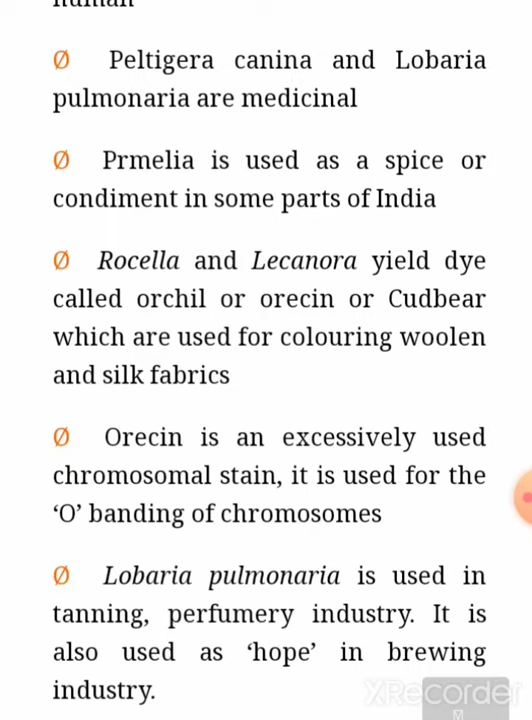 human
Ø Peltigera canina and Lobaria
pulmonaria are medicinal
Ø Prmelia is used as a spice or
condiment in some parts of India
Ø Rocella and Lecanora yield dye
called orchil or orecin or Cudbear
which are used for colouring woolen
and silk fabrics
Ø Orecin is an excessively used
chromosomal stain, it is used for the
‘O’ banding of chromosomes
Ø Lobaria pulmonaria is used in
tanning, perfumery industry. It is
also used as ‘hope’ in brewing
industry.
XRecorder